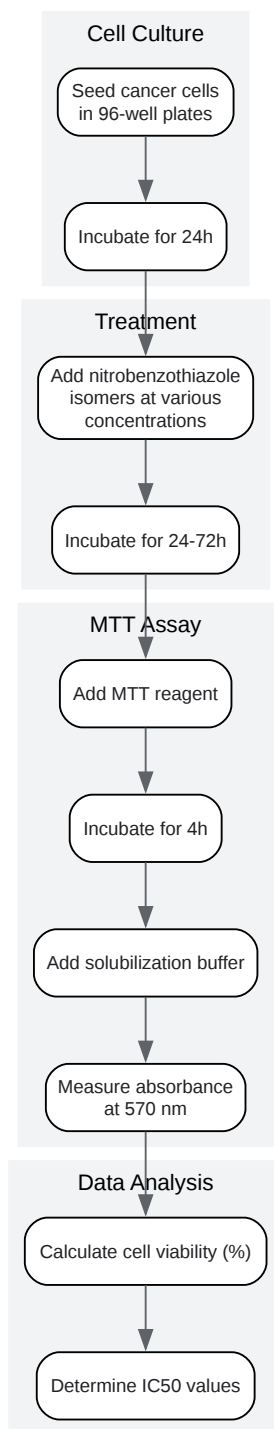 Cell Culture
Seed cancer cells
in 96-well plates
Incubate for 24h
Treatment
Add nitrobenzothiazole
isomers at various
concentrations
Incubate for 24-72h
MTT Assay
Add MTT reagent
Incubate for 4h
Add solubilization buffer
Measure absorbance
at 570 nm
Data Analysis
Calculate cell viability (%)
Determine IC50 values